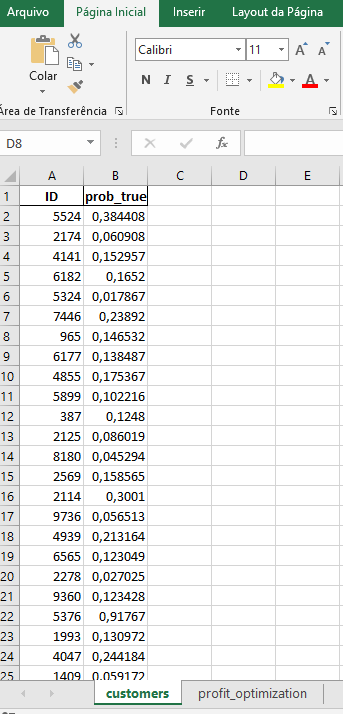 Arquivo Página Inicial Inserir Layout da Página
Colar
Calibri 11 A A
N I S A
Área de Transferência Fonte
D8 fx
A B C D E
1 ID prob_true
2 5524 0,384408
3 2174 0,060908
4 4141 0,152957
5 6182 0,1652
6 5324 0,017867
7 7446 0,23892
8 965 0,146532
9 6177 0,138487
10 4855 0,175367
11 5899 0,102216
12 387 0,1248
13 2125 0,086019
14 8180 0,045294
15 2569 0,158565
16 2114 0,3001
17 9736 0,056513
18 4939 0,213164
19 6565 0,123049
20 2278 0,027025
21 9360 0,123428
22 5376 0,91767
23 1993 0,130972
24 4047 0,244184
25 1409 0,059172
customers profit_optimization